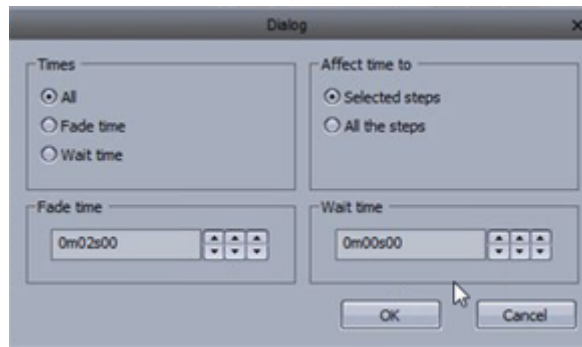 Dialog
Times
All
Fade time
Wait time
Affect time to
Selected steps
All the steps
Fade time
0m02s00
Wait time
0m00s00
OK
Cancel